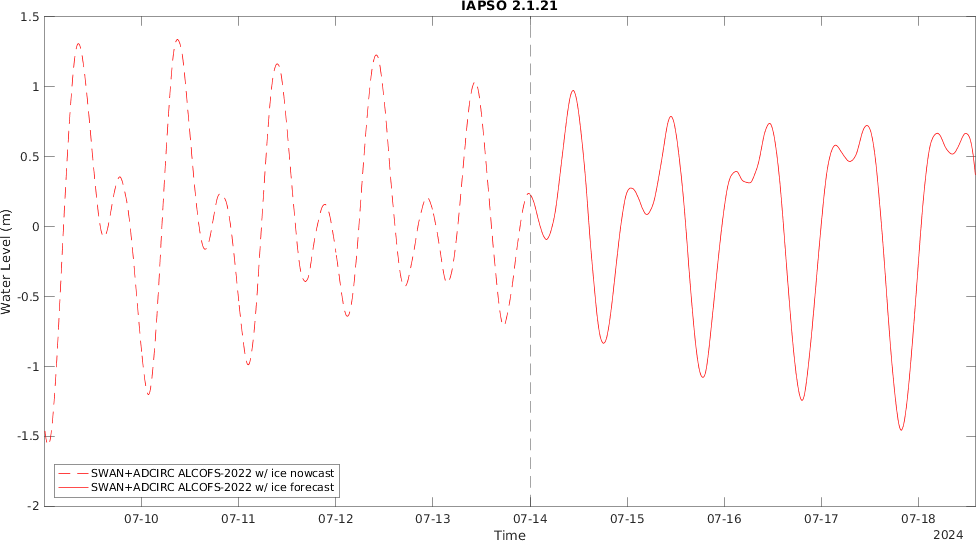 IAPSO 2.1.21
1.5
1
0.5
0
-0.5
-1
-1.5
-2
Water Level (m)
SWAN+ADCIRC ALCOFS-2022 w/ ice nowcast
SWAN+ADCIRC ALCOFS-2022 w/ ice forecast
07-10 07-11 07-12 07-13 07-14 07-15 07-16 07-17 07-18
Time
2024